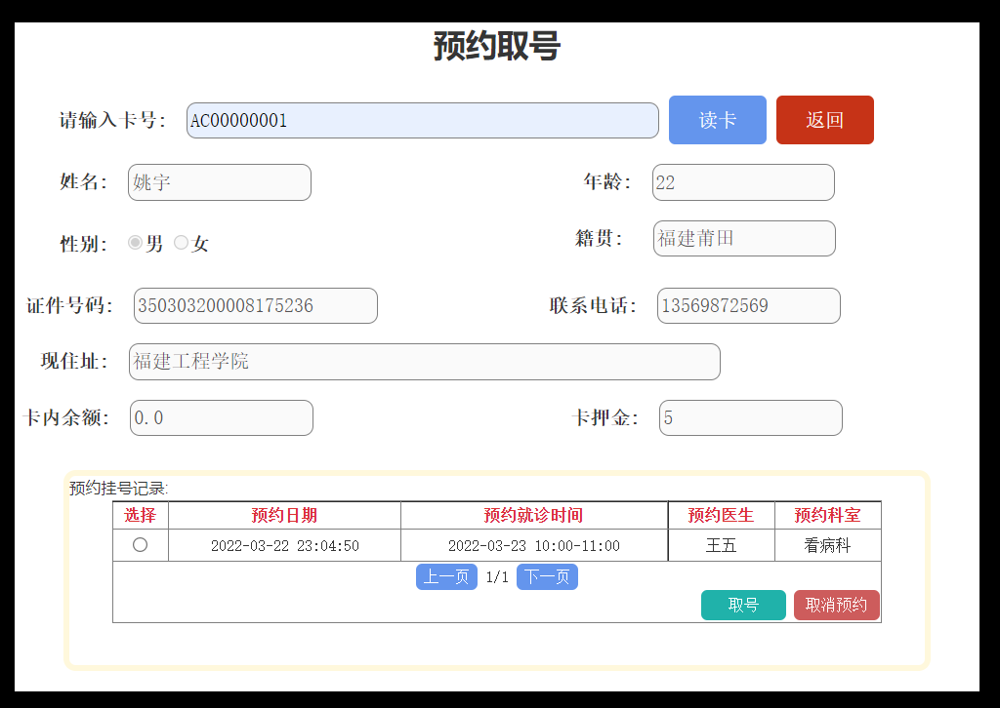 预约取号
请输入卡号： AC00000001 读卡 返回
姓名： 姚宇 年龄： 22
性别： 男 女 籍贯： 福建莆田
证件号码： 350303200008175236 联系电话： 13569872569
现住址： 福建工程学院
卡内余额： 0.0 卡押金： 5
预约挂号记录:
选择 预约日期 预约就诊时间 预约医生 预约科室
2022-03-22 23:04:50 2022-03-23 10:00-11:00 王五 看病科
上一页 1/1 下一页
取号 取消预约